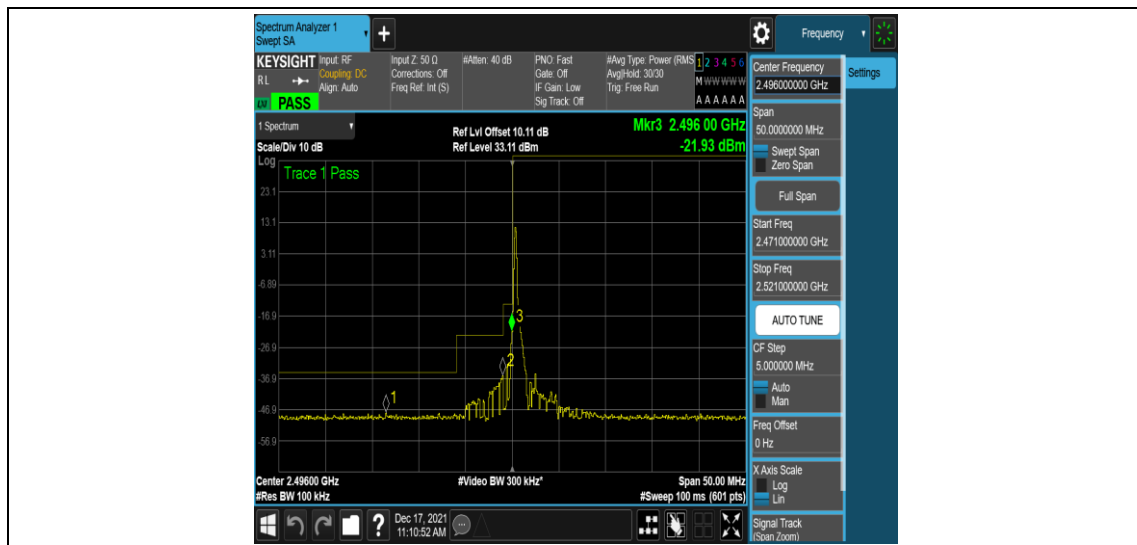 Spectrum Analyzer 1
Swept SA
Frequency
KEYSIGHT
RL
LXI
PASS
Input: RF
Coupling: DC
Align: Auto
Input Z: 50 Ω
Corrections: Off
Freq Ref: Int (S)
#Atten: 40 dB
PNO: Fast
Gate: Off
IF Gain: Low
Sig Track: Off
#Avg Type: Power (RMS
Avg|Hold: 30/30
Trig: Free Run
1 2 3 4 5 6
M W W W W W
A A A A A A
1 Spectrum
Scale/Div 10 dB
Ref Lvl Offset 10.11 dB
Ref Level 33.11 dBm
Mkr3 2.496 00 GHz
-21.93 dBm
Log
Trace 1 Pass
23.1
13.1
3.11
-6.89
-16.9
-26.9
-36.9
-46.9
-56.9
1
2
3
Center 2.49600 GHz
#Res BW 100 kHz
#Video BW 300 kHz*
Span 50.00 MHz
#Sweep 100 ms (601 pts)
Dec 17, 2021
11:10:52 AM
Center Frequency
2.496000000 GHz
Settings
Span
50.0000000 MHz
Swept Span
Zero Span
Full Span
Start Freq
2.471000000 GHz
Stop Freq
2.521000000 GHz
AUTO TUNE
CF Step
5.000000 MHz
Auto
Man
Freq Offset
0 Hz
X Axis Scale
Log
Lin
Signal Track
(Span Zoom)